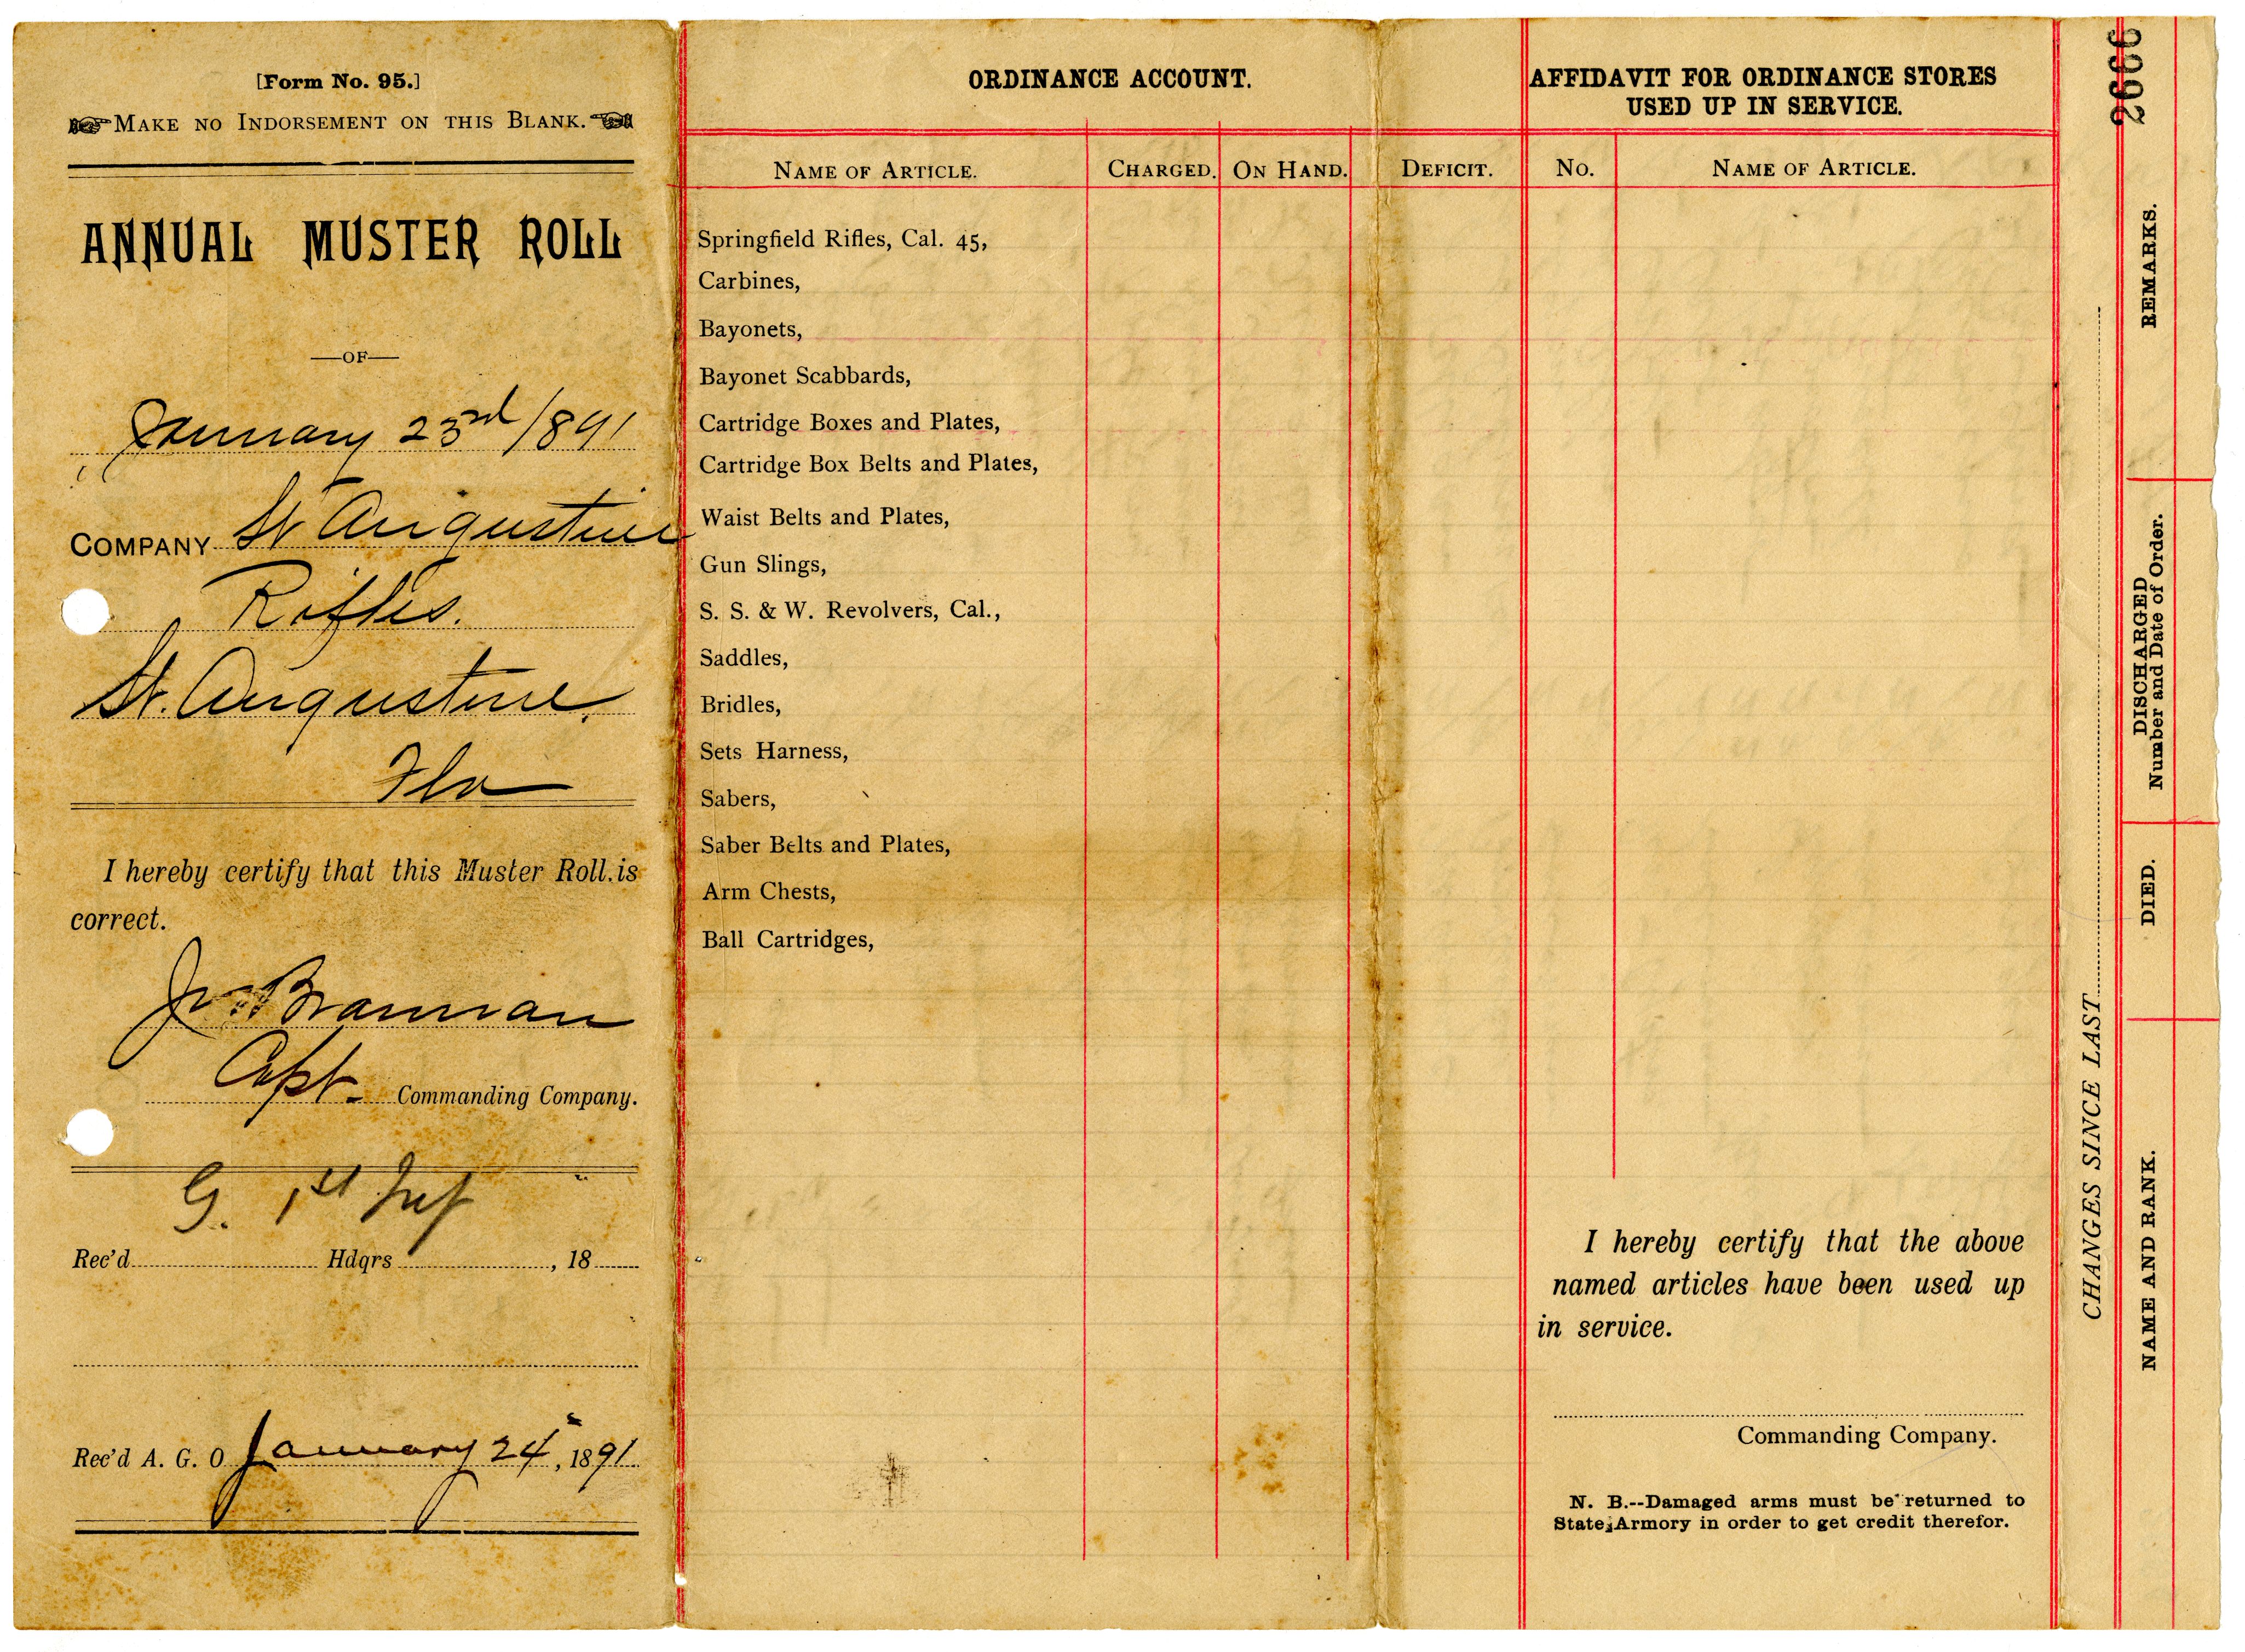 [Form No. 95.]
MAKE NO INDORSEMENT ON THIS BLANK.
ANNUAL MUSTER ROLL
—OF—
January 23rd 1891
COMPANY St Augustine
Rifles.
St. Augustine,
Fla
I hereby certify that this Muster Roll is
correct.
Brannan
Capt. Commanding Company.
G. 1st Inf
Rec'd Hdqrs , 18
Rec'd A. G. O. January 24, 1891
ORDINANCE ACCOUNT.
NAME OF ARTICLE. CHARGED. ON HAND. DEFICIT.
Springfield Rifles, Cal. 45,
Carbines,
Bayonets,
Bayonet Scabbards,
Cartridge Boxes and Plates,
Cartridge Box Belts and Plates,
Waist Belts and Plates,
Gun Slings,
S. S. & W. Revolvers, Cal.,
Saddles,
Bridles,
Sets Harness,
Sabers,
Saber Belts and Plates,
Arm Chests,
Ball Cartridges,
AFFIDAVIT FOR ORDINANCE STORES
USED UP IN SERVICE.
No. NAME OF ARTICLE.
I hereby certify that the above
named articles have been used up
in service.
Commanding Company.
N. B.--Damaged arms must be returned to
State Armory in order to get credit therefor.
CHANGES SINCE LAST
NAME AND RANK.
DIED.
DISCHARGED
Number and Date of Order.
REMARKS.
2666